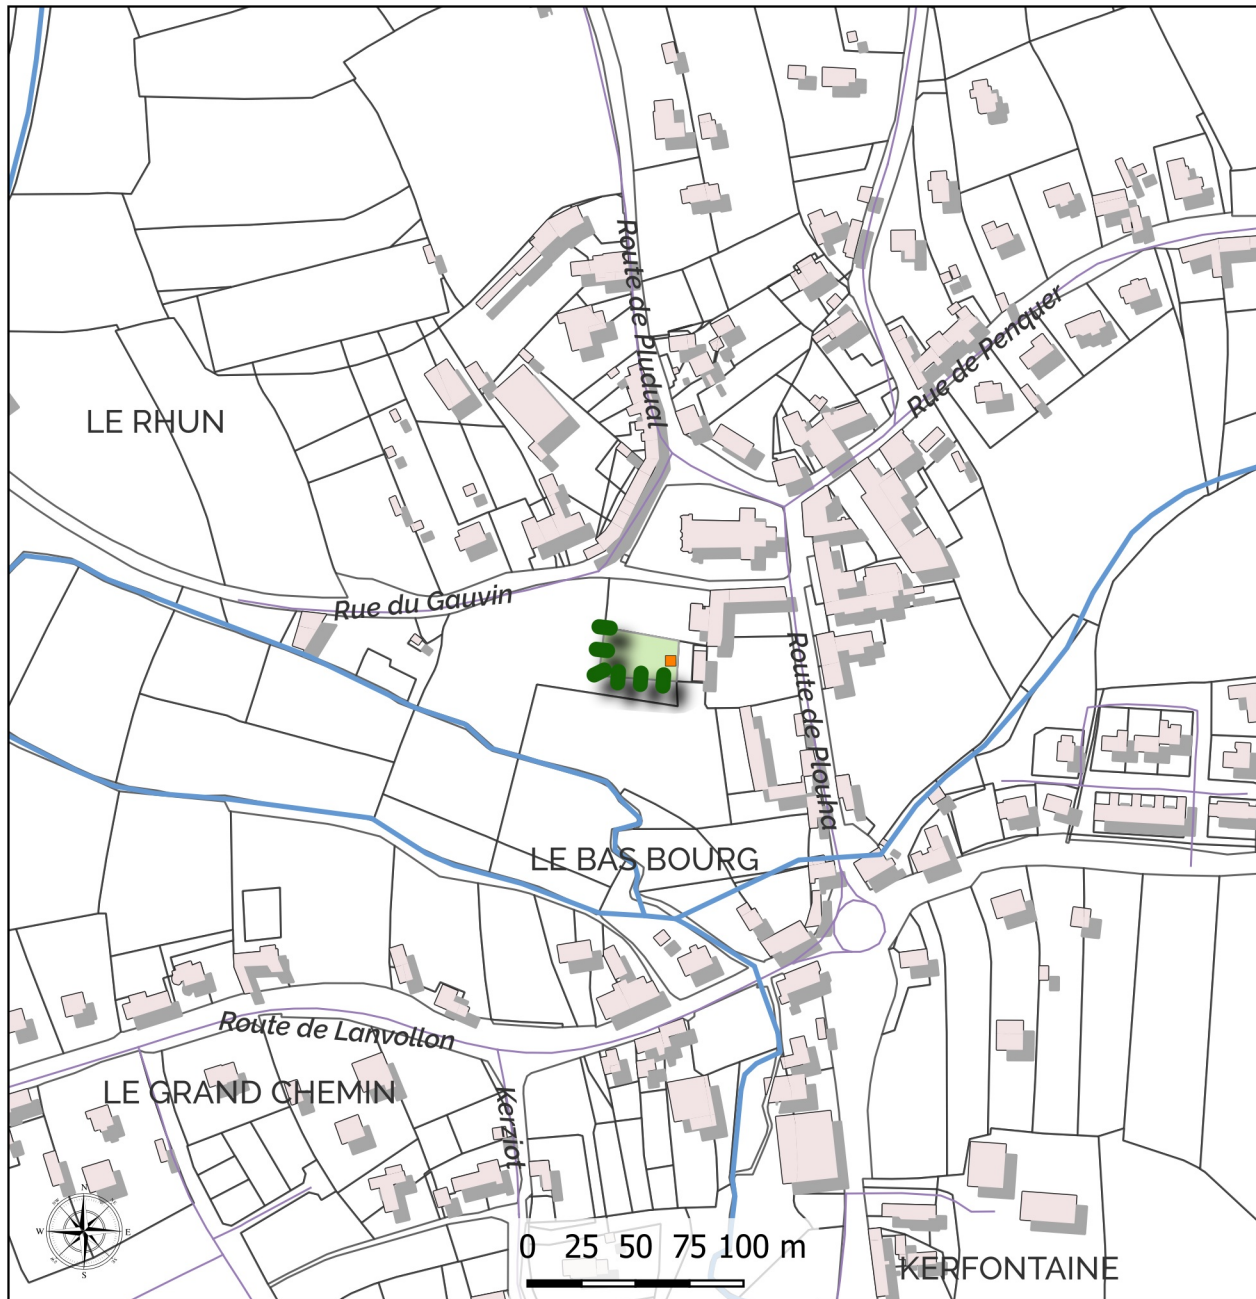 Route de Pludual
Rue de Penquer
LE RHUN
Rue du Gauvin
Route de Plouha
LE BAS BOURG
Route de Lanvollon
LE GRAND CHEMIN
Kerziot
N
W E
S
0 25 50 75 100 m
KERFONTAINE